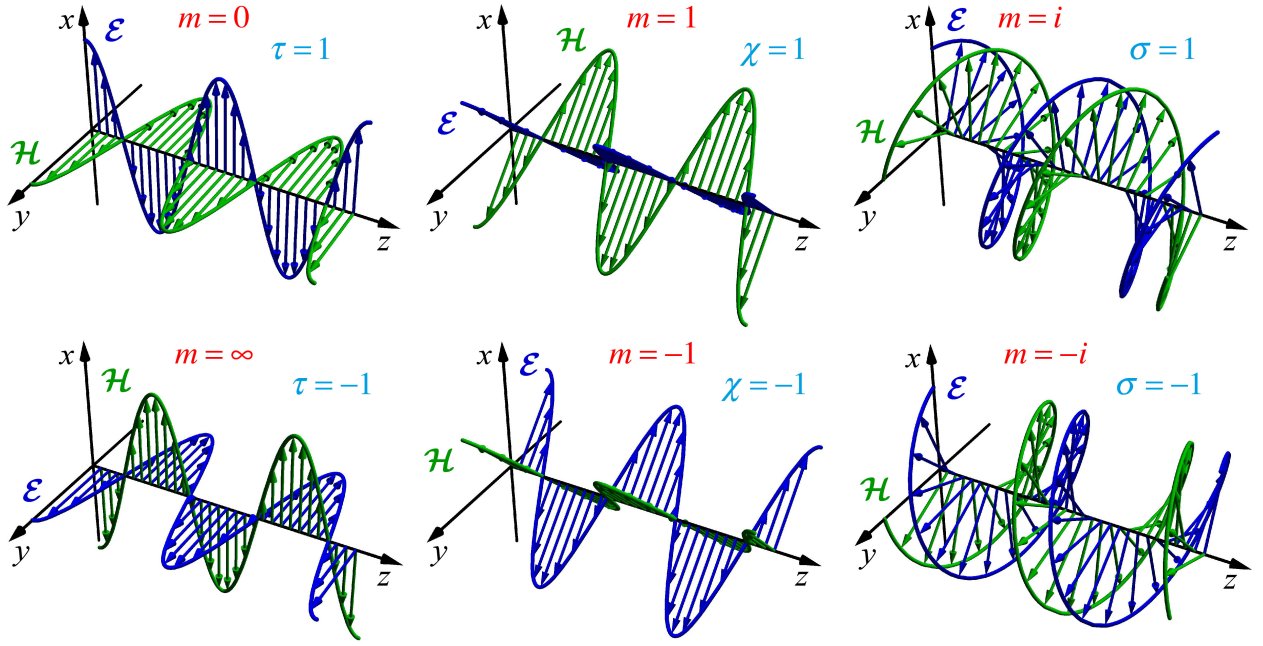 x ℰ m = 0
τ = 1
ℋ
y z
x m = 1
ℋ χ = 1
ℰ
y z
x ℰ m = i
σ = 1
ℋ
y z
x m = ∞
ℋ τ = −1
ℰ
y z
x ℰ m = −1
χ = −1
ℋ
y z
x m = −i
ℰ σ = −1
ℋ
y z